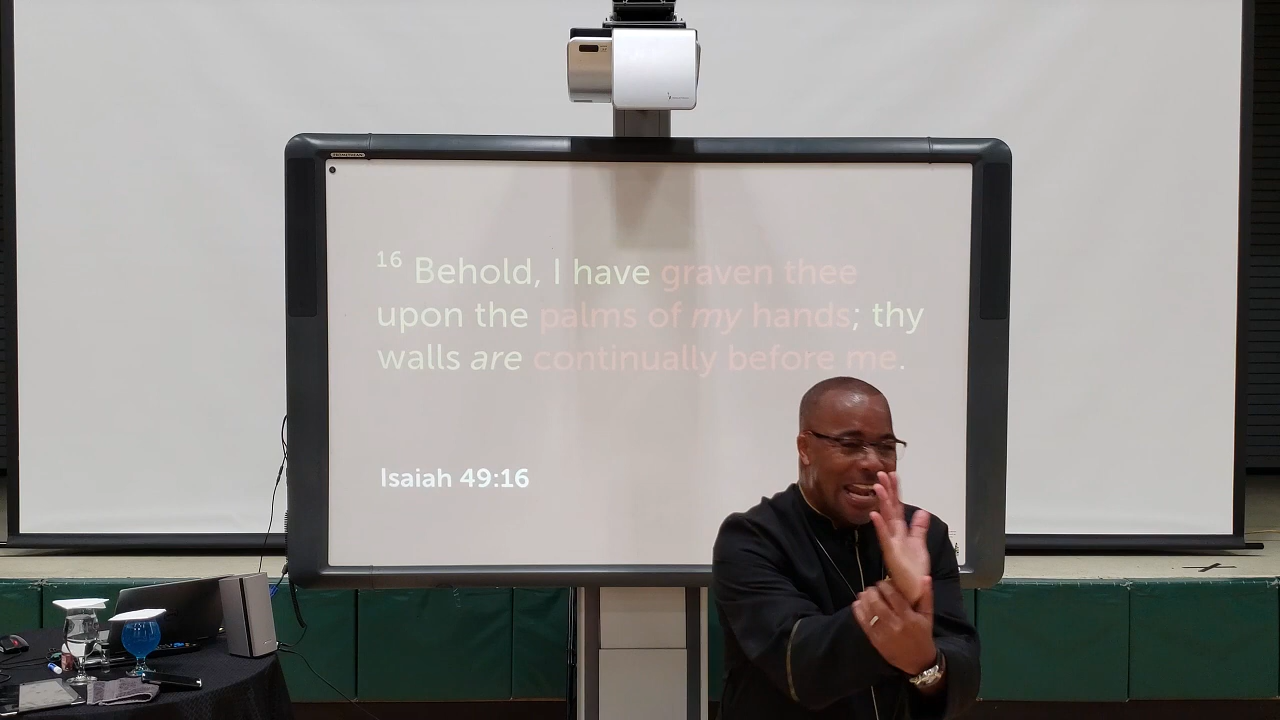 16 Behold, I have graven thee
upon the palms of my hands; thy
walls are continually before me.
Isaiah 49:16